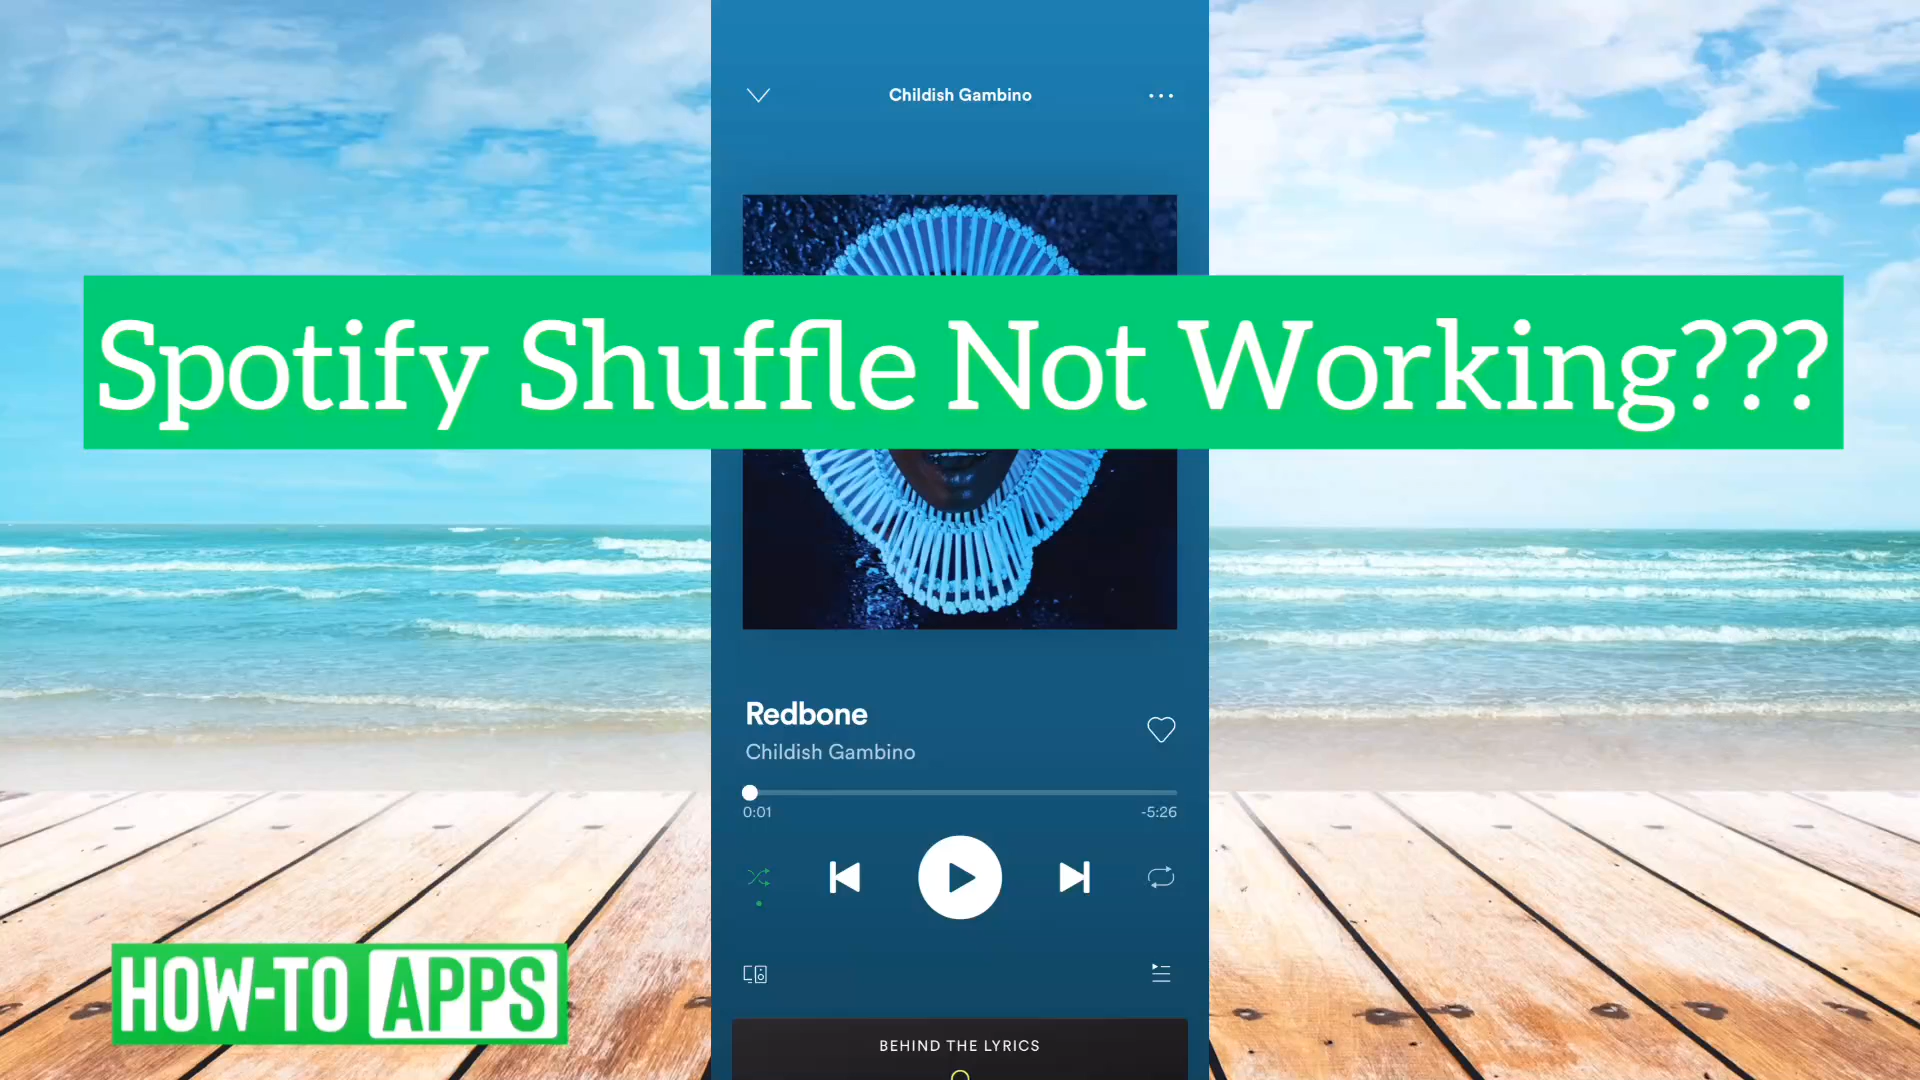 Childish Gambino
Spotify Shuffle Not Working???
Redbone
Childish Gambino
0:01
-5:26
HOW-TO APPS
BEHIND THE LYRICS